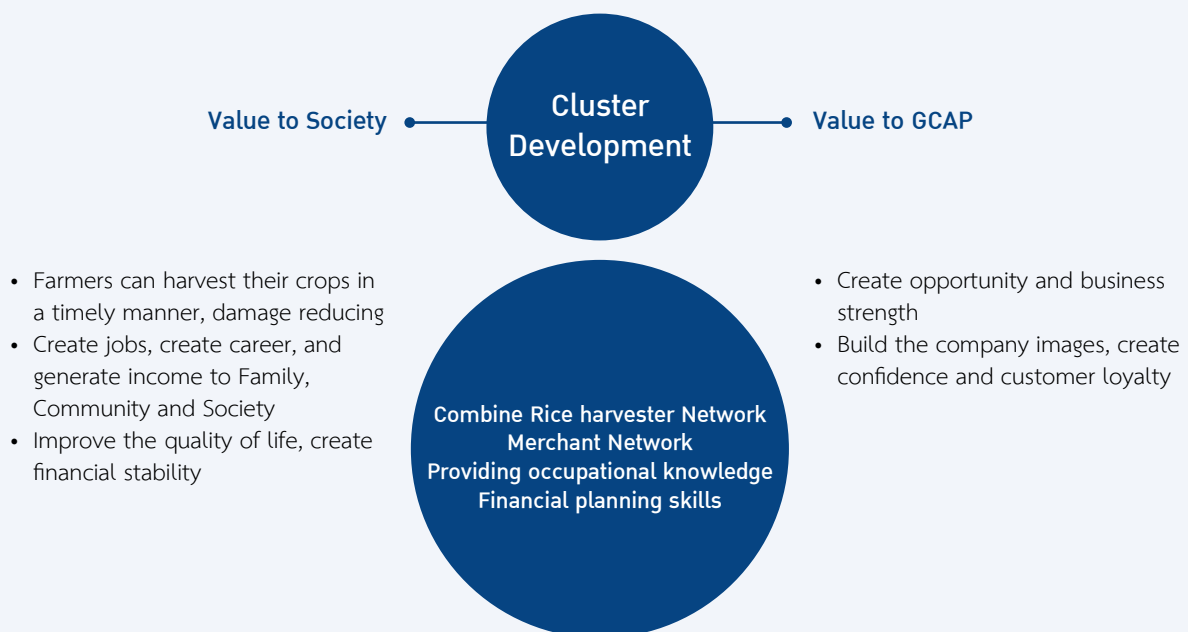 Value to Society
Cluster
Development
Value to GCAP
• Farmers can harvest their crops in
a timely manner, damage reducing
• Create jobs, create career, and
generate income to Family,
Community and Society
• Improve the quality of life, create
financial stability
Combine Rice harvester Network
Merchant Network
Providing occupational knowledge
Financial planning skills
• Create opportunity and business
strength
• Build the company images, create
confidence and customer loyalty